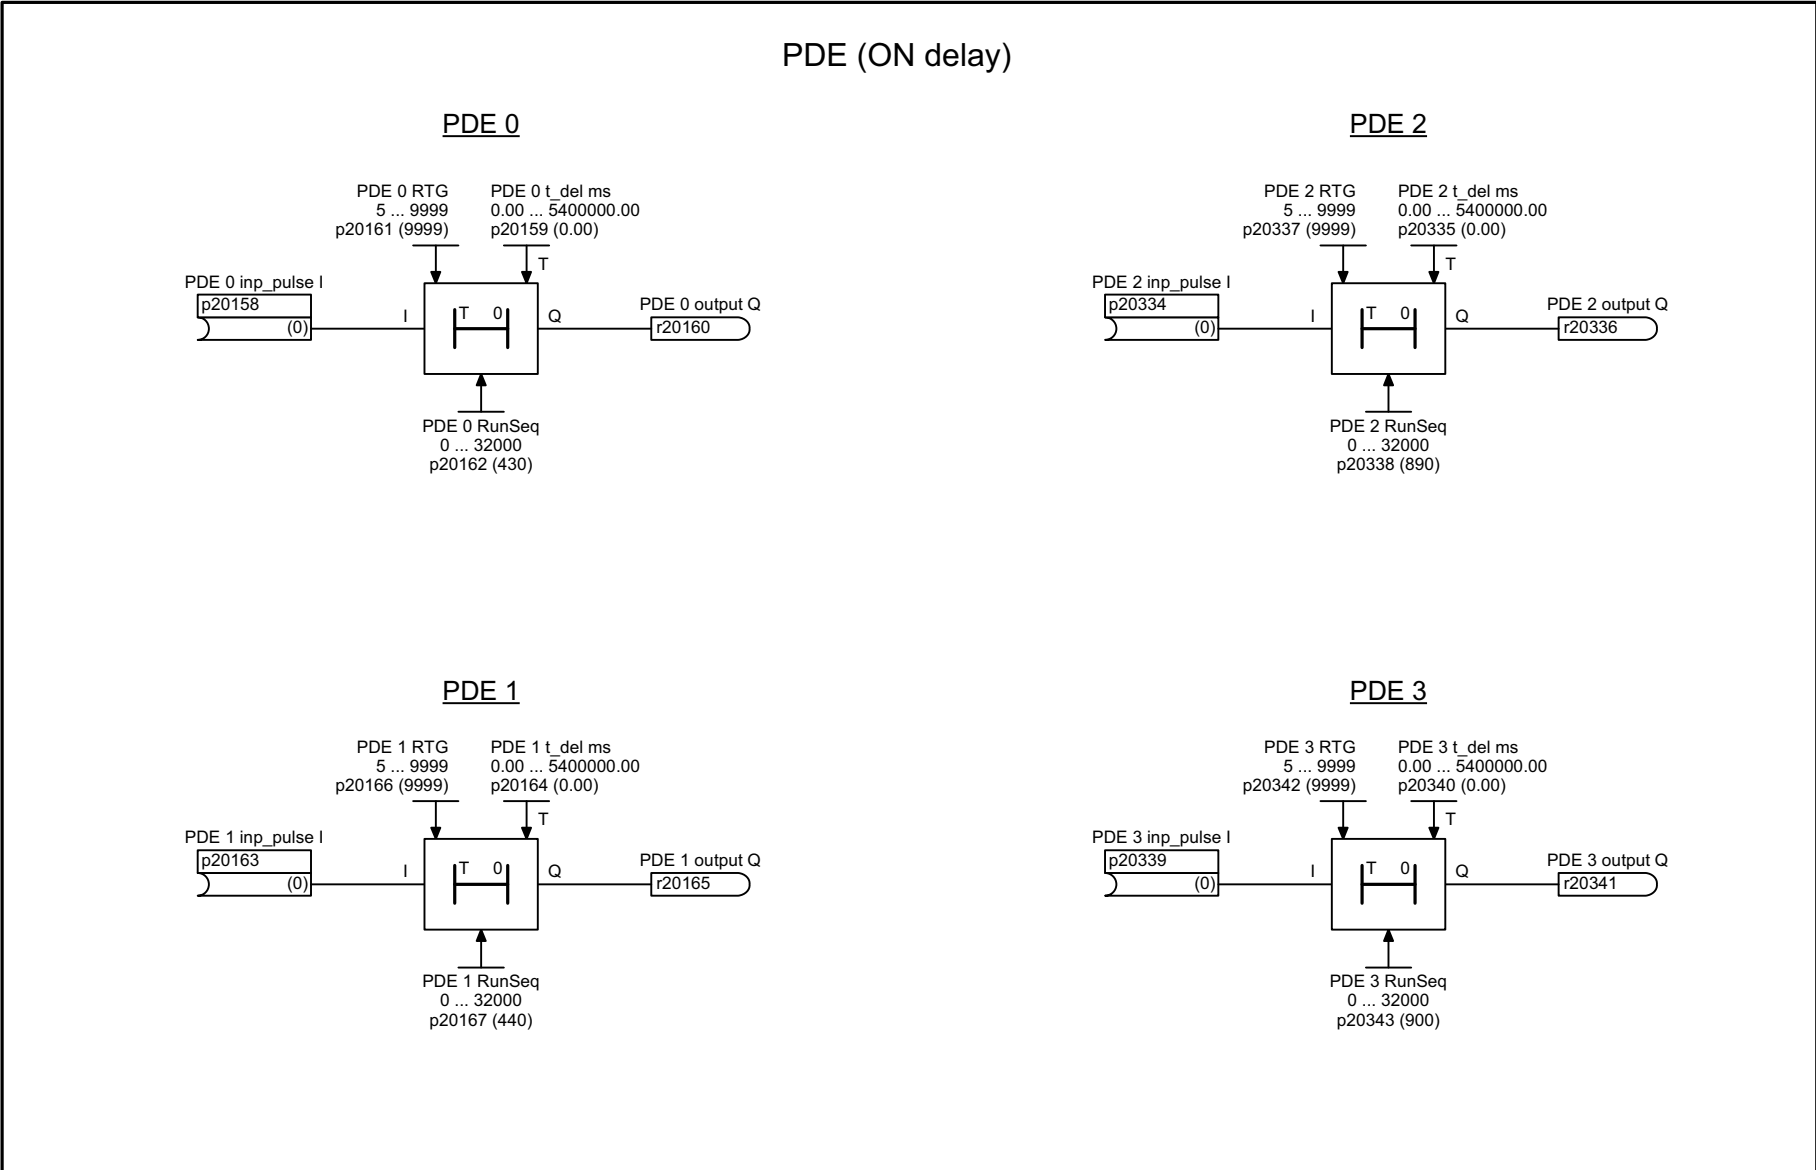 PDE (ON delay)
PDE 0
PDE 0 RTG
5 ... 9999
p20161 (9999)
PDE 0 t_del ms
0.00 ... 5400000.00
p20159 (0.00)
T
PDE 0 inp_pulse I
p20158
(0)
I
T 0
Q
PDE 0 output Q
r20160
PDE 0 RunSeq
0 ... 32000
p20162 (430)
PDE 2
PDE 2 RTG
5 ... 9999
p20337 (9999)
PDE 2 t_del ms
0.00 ... 5400000.00
p20335 (0.00)
T
PDE 2 inp_pulse I
p20334
(0)
I
T 0
Q
PDE 2 output Q
r20336
PDE 2 RunSeq
0 ... 32000
p20338 (890)
PDE 1
PDE 1 RTG
5 ... 9999
p20166 (9999)
PDE 1 t_del ms
0.00 ... 5400000.00
p20164 (0.00)
T
PDE 1 inp_pulse I
p20163
(0)
I
T 0
Q
PDE 1 output Q
r20165
PDE 1 RunSeq
0 ... 32000
p20167 (440)
PDE 3
PDE 3 RTG
5 ... 9999
p20342 (9999)
PDE 3 t_del ms
0.00 ... 5400000.00
p20340 (0.00)
T
PDE 3 inp_pulse I
p20339
(0)
I
T 0
Q
PDE 3 output Q
r20341
PDE 3 RunSeq
0 ... 32000
p20343 (900)